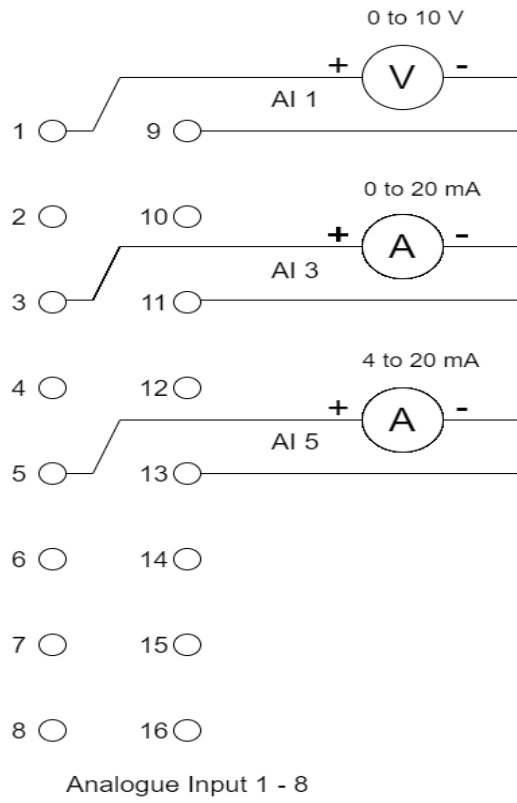 0 to 10 V
+ V -
AI 1
1 9
0 to 20 mA
2 10
+ A -
AI 3
3 11
4 to 20 mA
4 12
+ A -
AI 5
5 13
6 14
7 15
8 16
Analogue Input 1 - 8